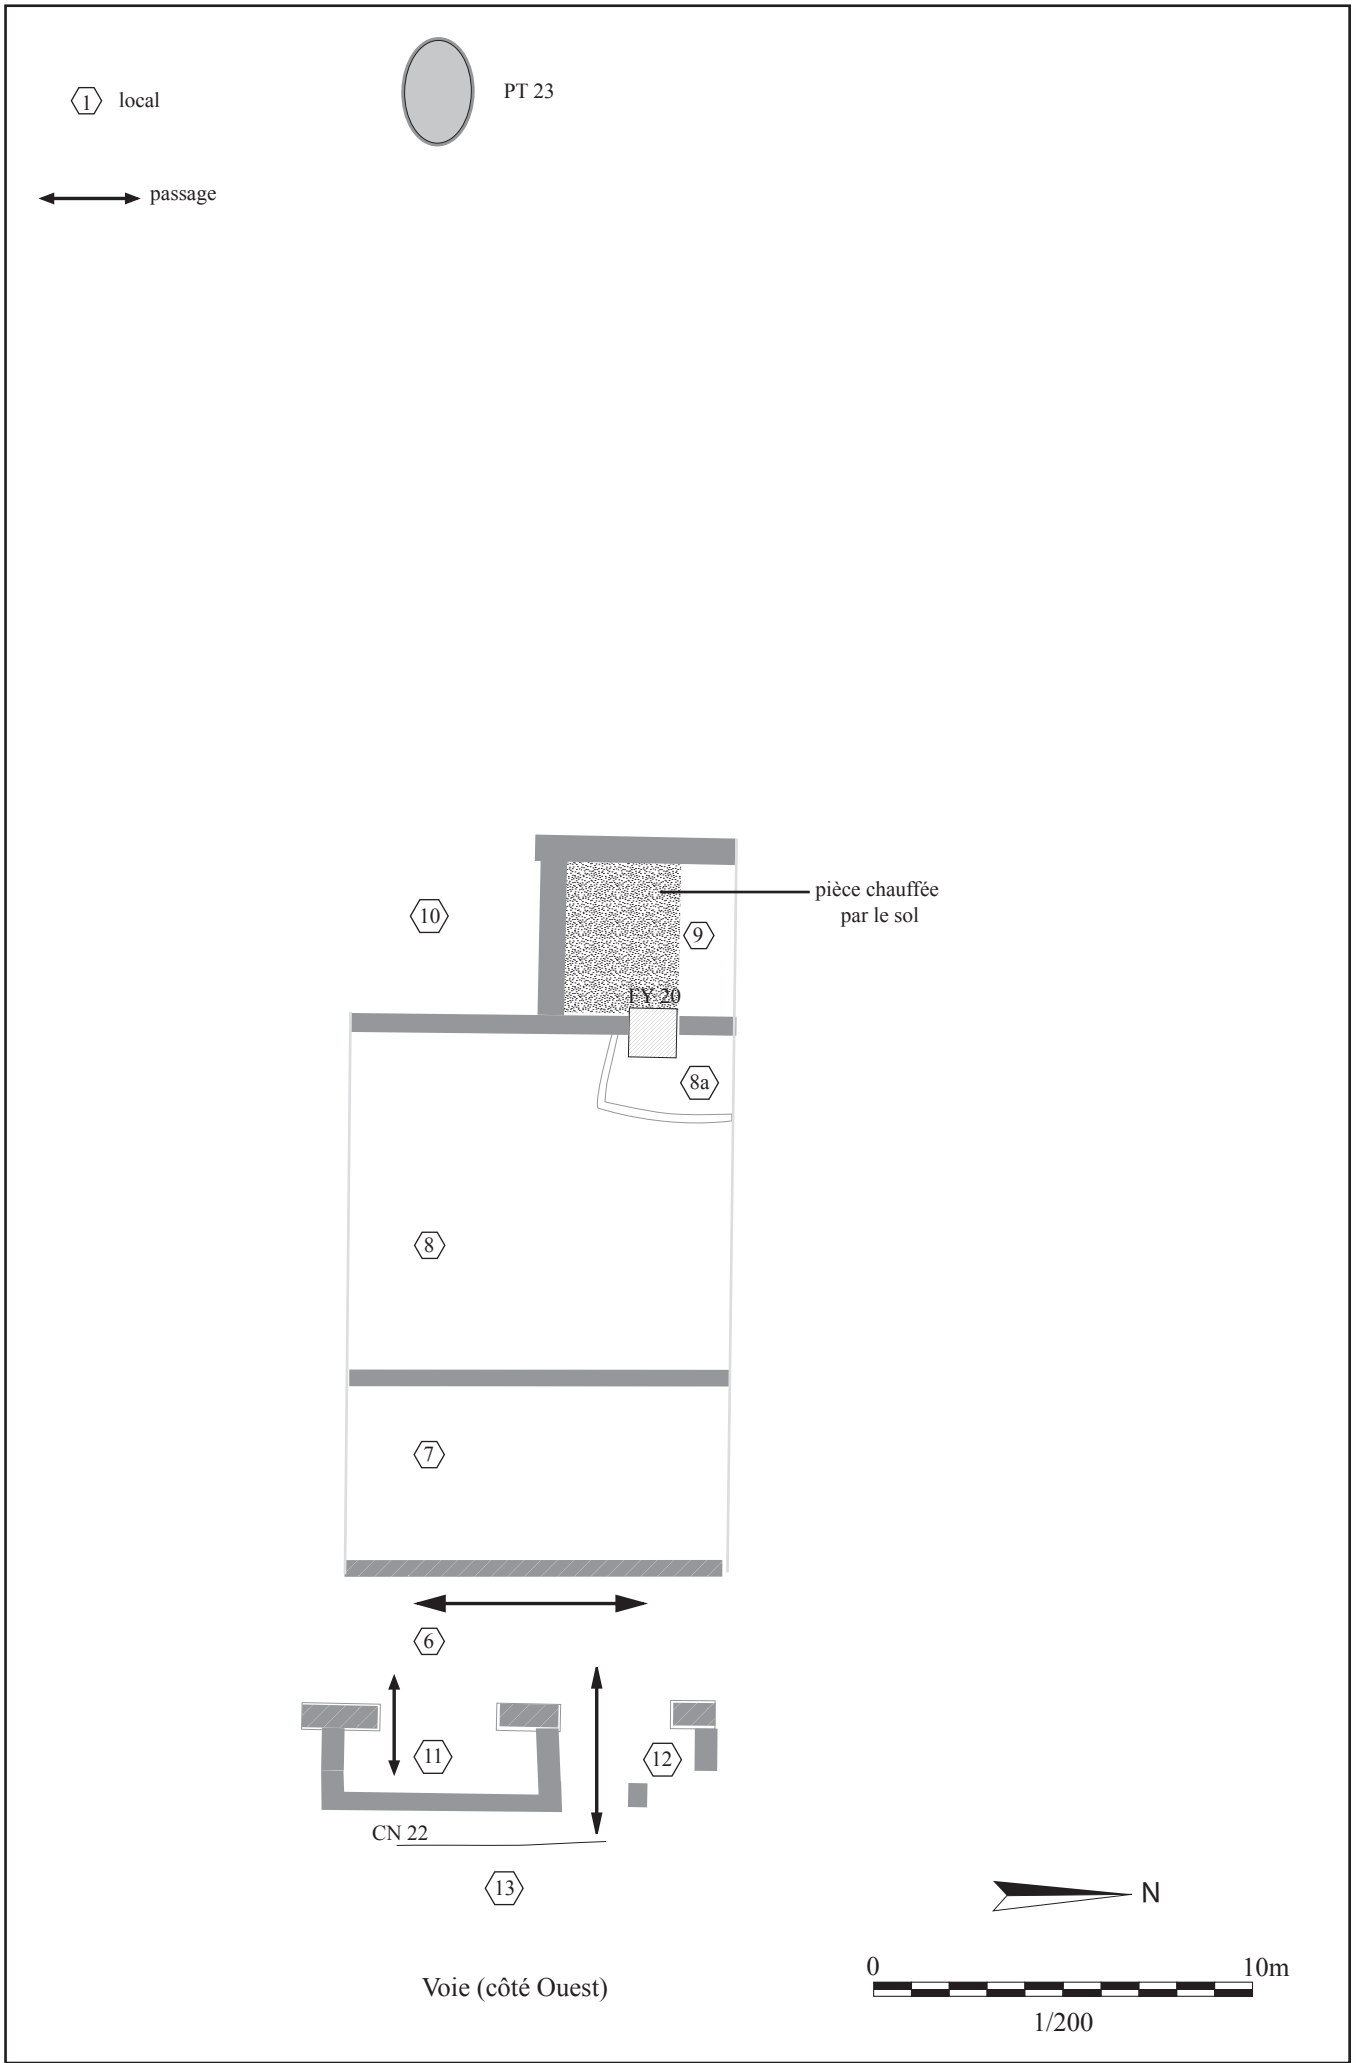 1 local
PT 23
passage
pièce chauffée
par le sol
10
9
FY 20
8a
8
7
6
11
12
CN 22
13
N
Voie (côté Ouest)
0 10m
1/200